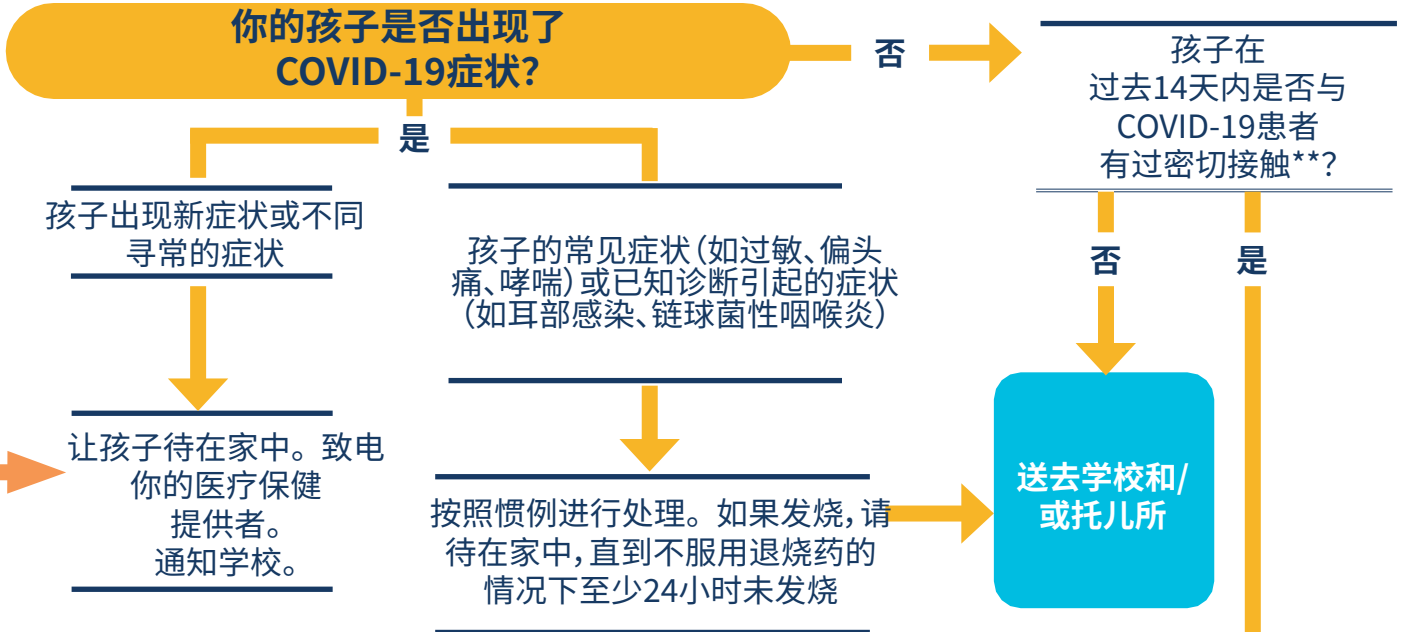 你的孩子是否出现了
COVID-19症状？
否
孩子在
过去14天内是否与
COVID-19患者
有过密切接触**？
是
孩子出现新症状或不同
寻常的症状
孩子的常见症状（如过敏、偏头
痛、哮喘）或已知诊断引起的症状
（如耳部感染、链球菌性咽喉炎）
否
是
让孩子待在家中。致电
你的医疗保健
提供者。
通知学校。
按照惯例进行处理。如果发烧，请
待在家中，直到不服用退烧药的
情况下至少24小时未发烧
送去学校和/
或托儿所